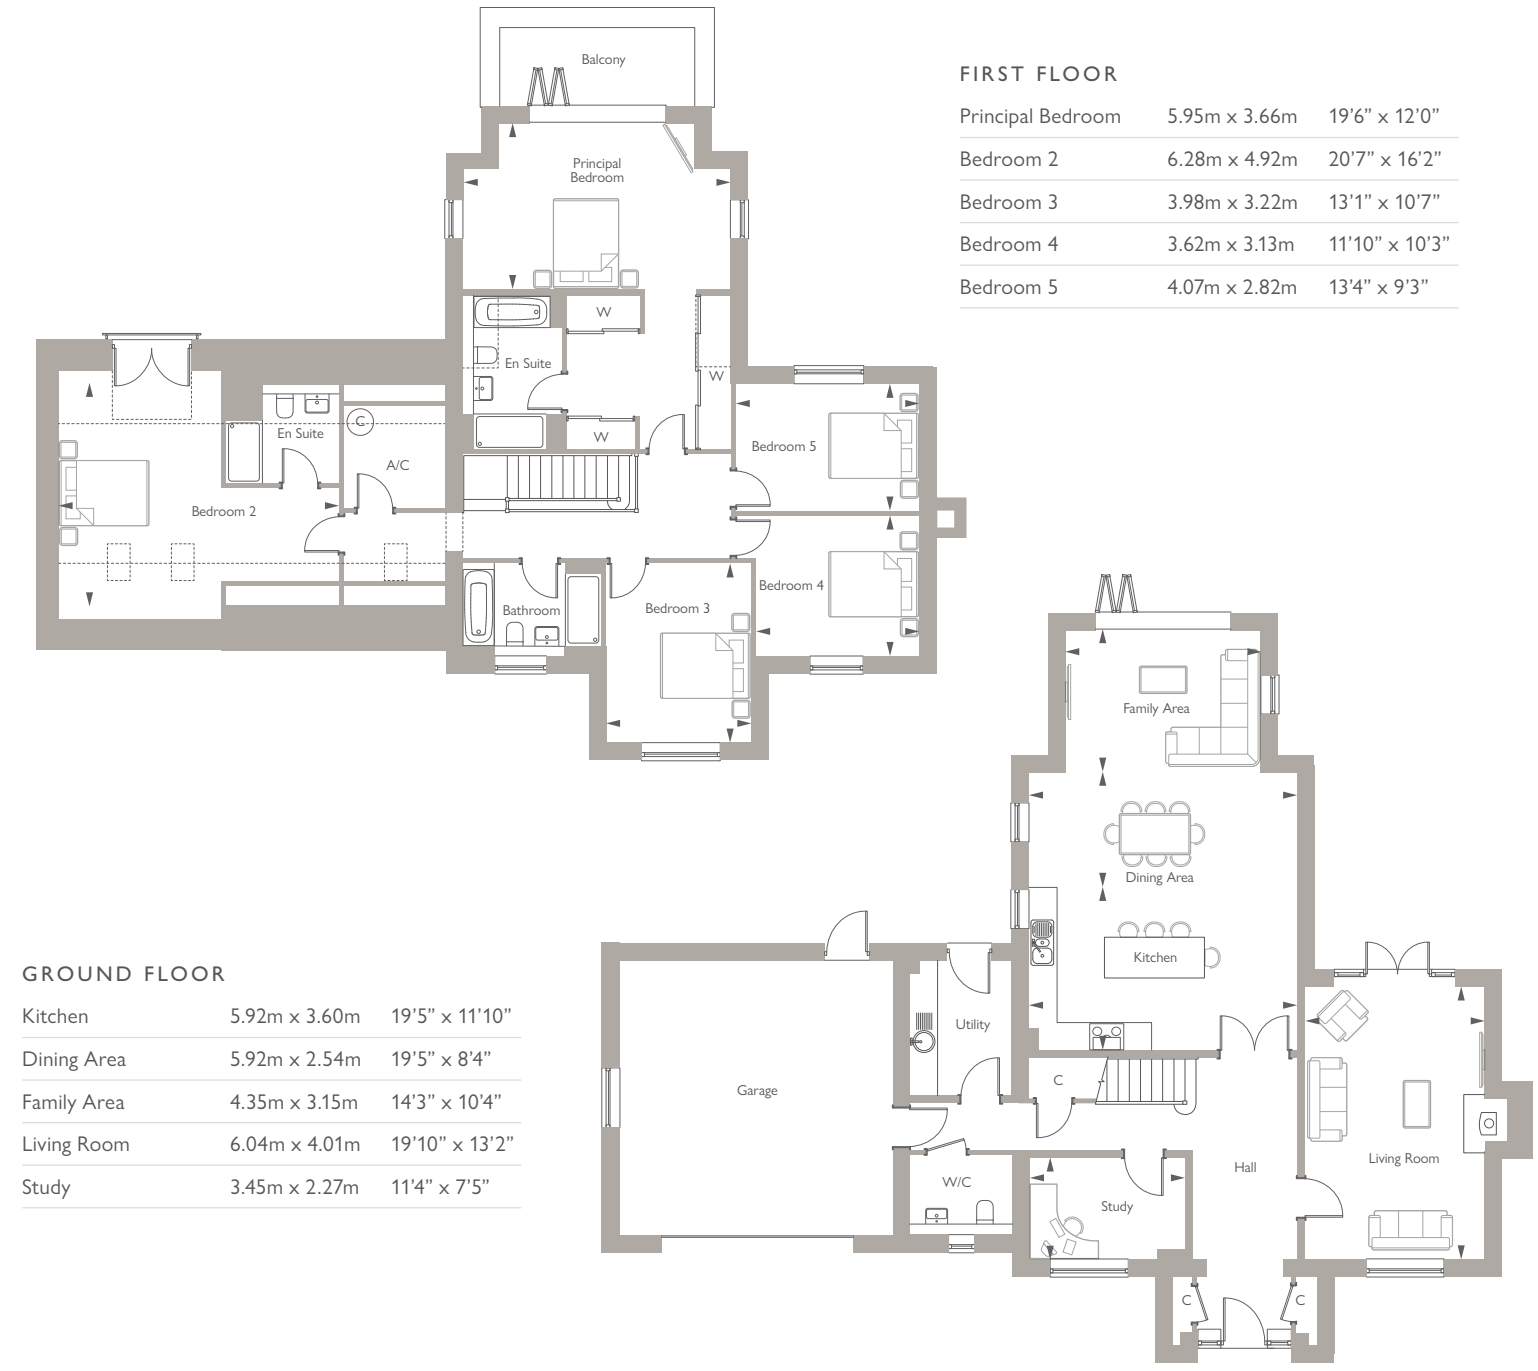 Balcony
Principal
Bedroom
En Suite
W
W
W
En Suite
C
A/C
Bedroom 2
Bedroom 5
Bedroom 4
Bathroom
Bedroom 3
FIRST FLOOR
Principal Bedroom 5.95m x 3.66m 19’6” x 12’0”
Bedroom 2 6.28m x 4.92m 20’7” x 16’2”
Bedroom 3 3.98m x 3.22m 13’1” x 10’7”
Bedroom 4 3.62m x 3.13m 11’10” x 10’3”
Bedroom 5 4.07m x 2.82m 13’4” x 9’3”
GROUND FLOOR
Kitchen 5.92m x 3.60m 19’5” x 11’10”
Dining Area 5.92m x 2.54m 19’5” x 8’4”
Family Area 4.35m x 3.15m 14’3” x 10’4”
Living Room 6.04m x 4.01m 19’10” x 13’2”
Study 3.45m x 2.27m 11’4” x 7’5”
Family Area
Dining Area
Kitchen
Utility
Garage
C
W/C
Study
Hall
Living Room
C
C